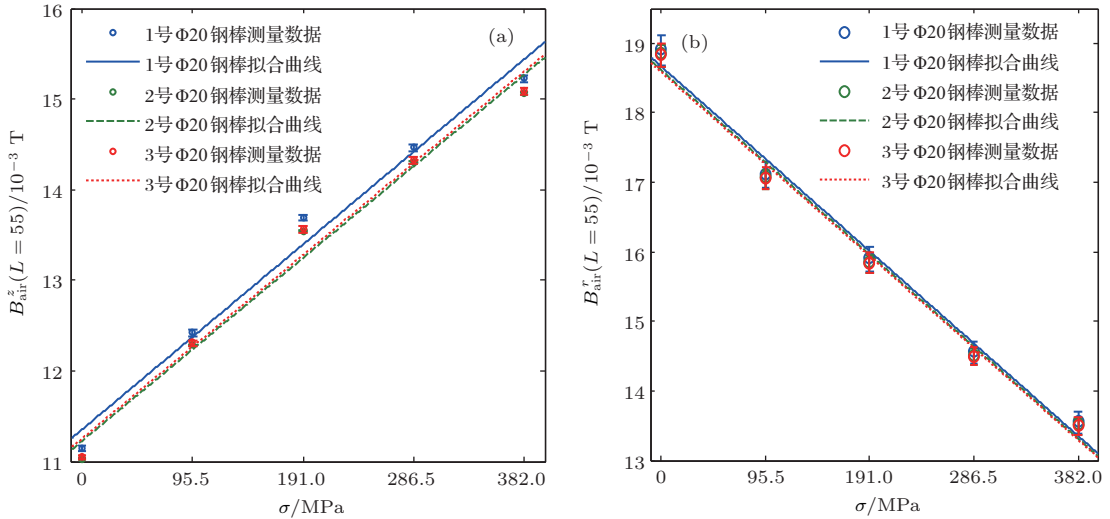 (a)
1号Φ20钢棒测量数据
1号Φ20钢棒拟合曲线
2号Φ20钢棒测量数据
2号Φ20钢棒拟合曲线
3号Φ20钢棒测量数据
3号Φ20钢棒拟合曲线
16
15
14
13
12
11
B^z_air(L = 55)/10^−3 T
0 95.5 191.0 286.5 382.0
σ/MPa
(b)
1号Φ20钢棒测量数据
1号Φ20钢棒拟合曲线
2号Φ20钢棒测量数据
2号Φ20钢棒拟合曲线
3号Φ20钢棒测量数据
3号Φ20钢棒拟合曲线
19
18
17
16
15
14
13
B^r_air(L = 55)/10^−3 T
0 95.5 191.0 286.5 382.0
σ/MPa